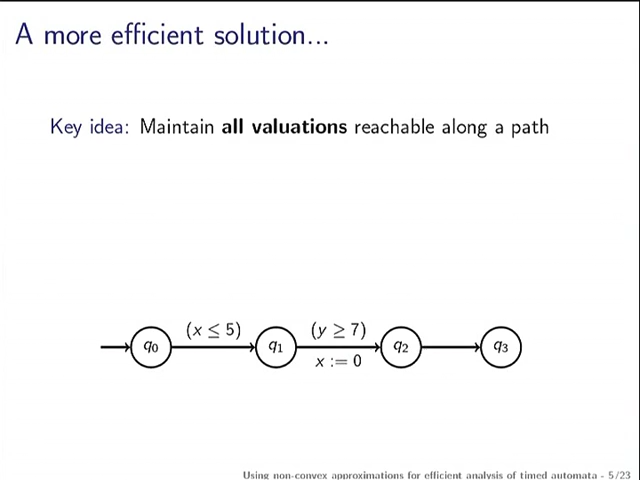 A more efficient solution...
Key idea: Maintain all valuations reachable along a path
(x ≤ 5) (y ≥ 7)
q0 q1 q2 q3
x := 0
Using non-convex approximations for efficient analysis of timed automata - 5/23